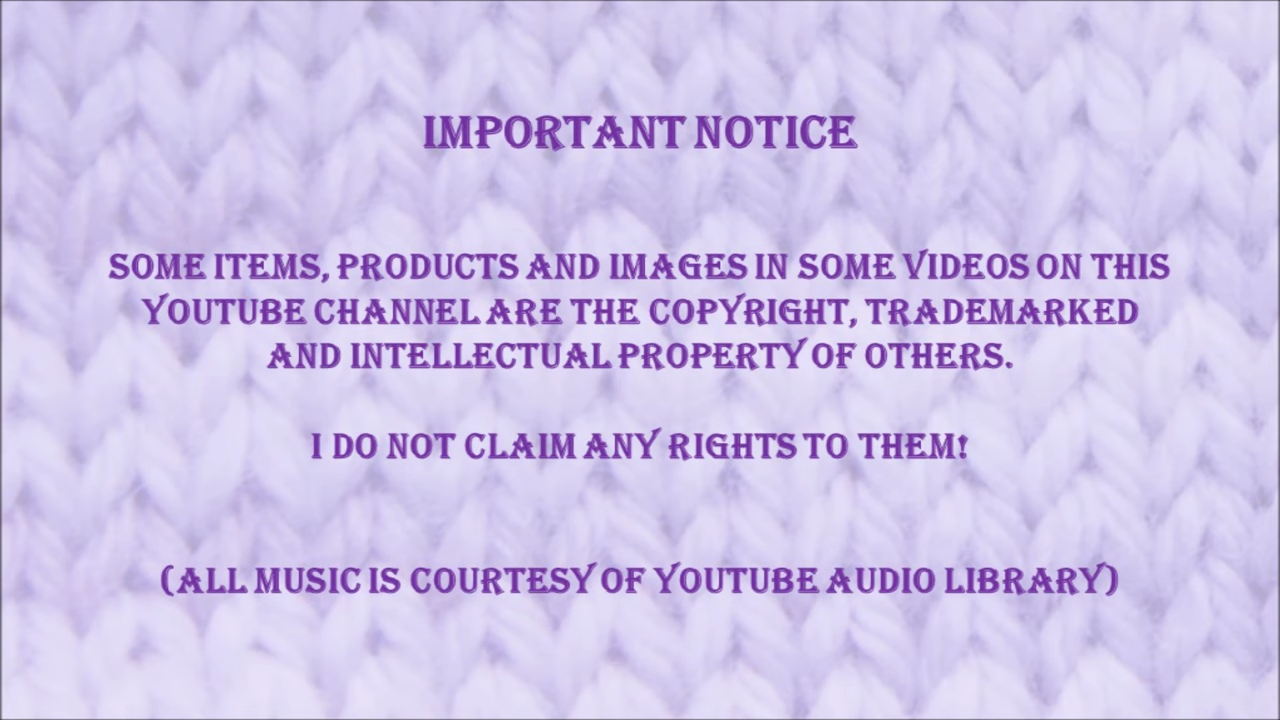 IMPORTANT NOTICE
SOME ITEMS, PRODUCTS AND IMAGES IN SOME VIDEOS ON THIS
YOUTUBE CHANNEL ARE THE COPYRIGHT, TRADEMARKED
AND INTELLECTUAL PROPERTY OF OTHERS.
I DO NOT CLAIM ANY RIGHTS TO THEM!
(ALL MUSIC IS COURTESY OF YOUTUBE AUDIO LIBRARY)